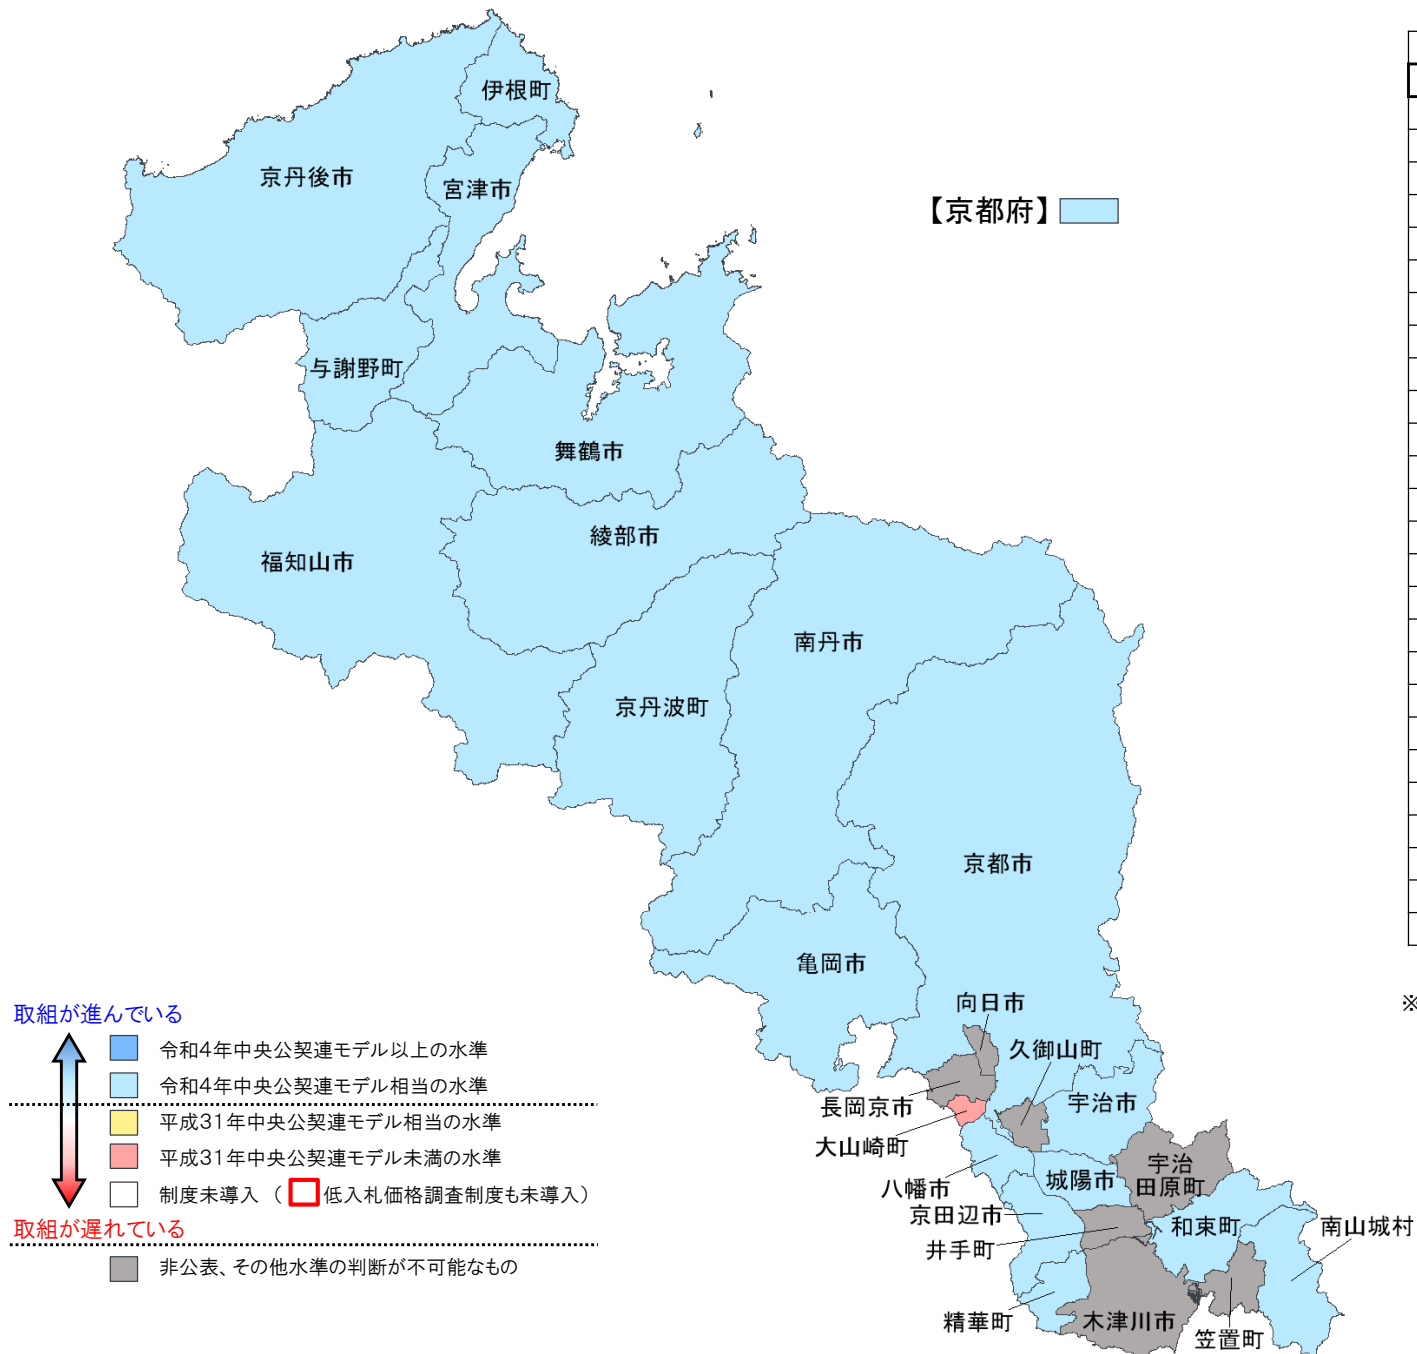 伊根町
京丹後市
宮津市
【京都府】
与謝野町
舞鶴市
綾部市
福知山市
南丹市
京丹波町
京都市
亀岡市
向日市
久御山町
長岡京市
宇治市
大山崎町
八幡市
城陽市
宇治
田原町
京田辺市
井手町
和束町
南山城村
精華町
木津川市
笠置町
※
取組が進んでいる
令和4年中央公契連モデル以上の水準
令和4年中央公契連モデル相当の水準
平成31年中央公契連モデル相当の水準
平成31年中央公契連モデル未満の水準
制度未導入 ( 低入札価格調査制度も未導入)
取組が遅れている
非公表、その他水準の判断が不可能なもの